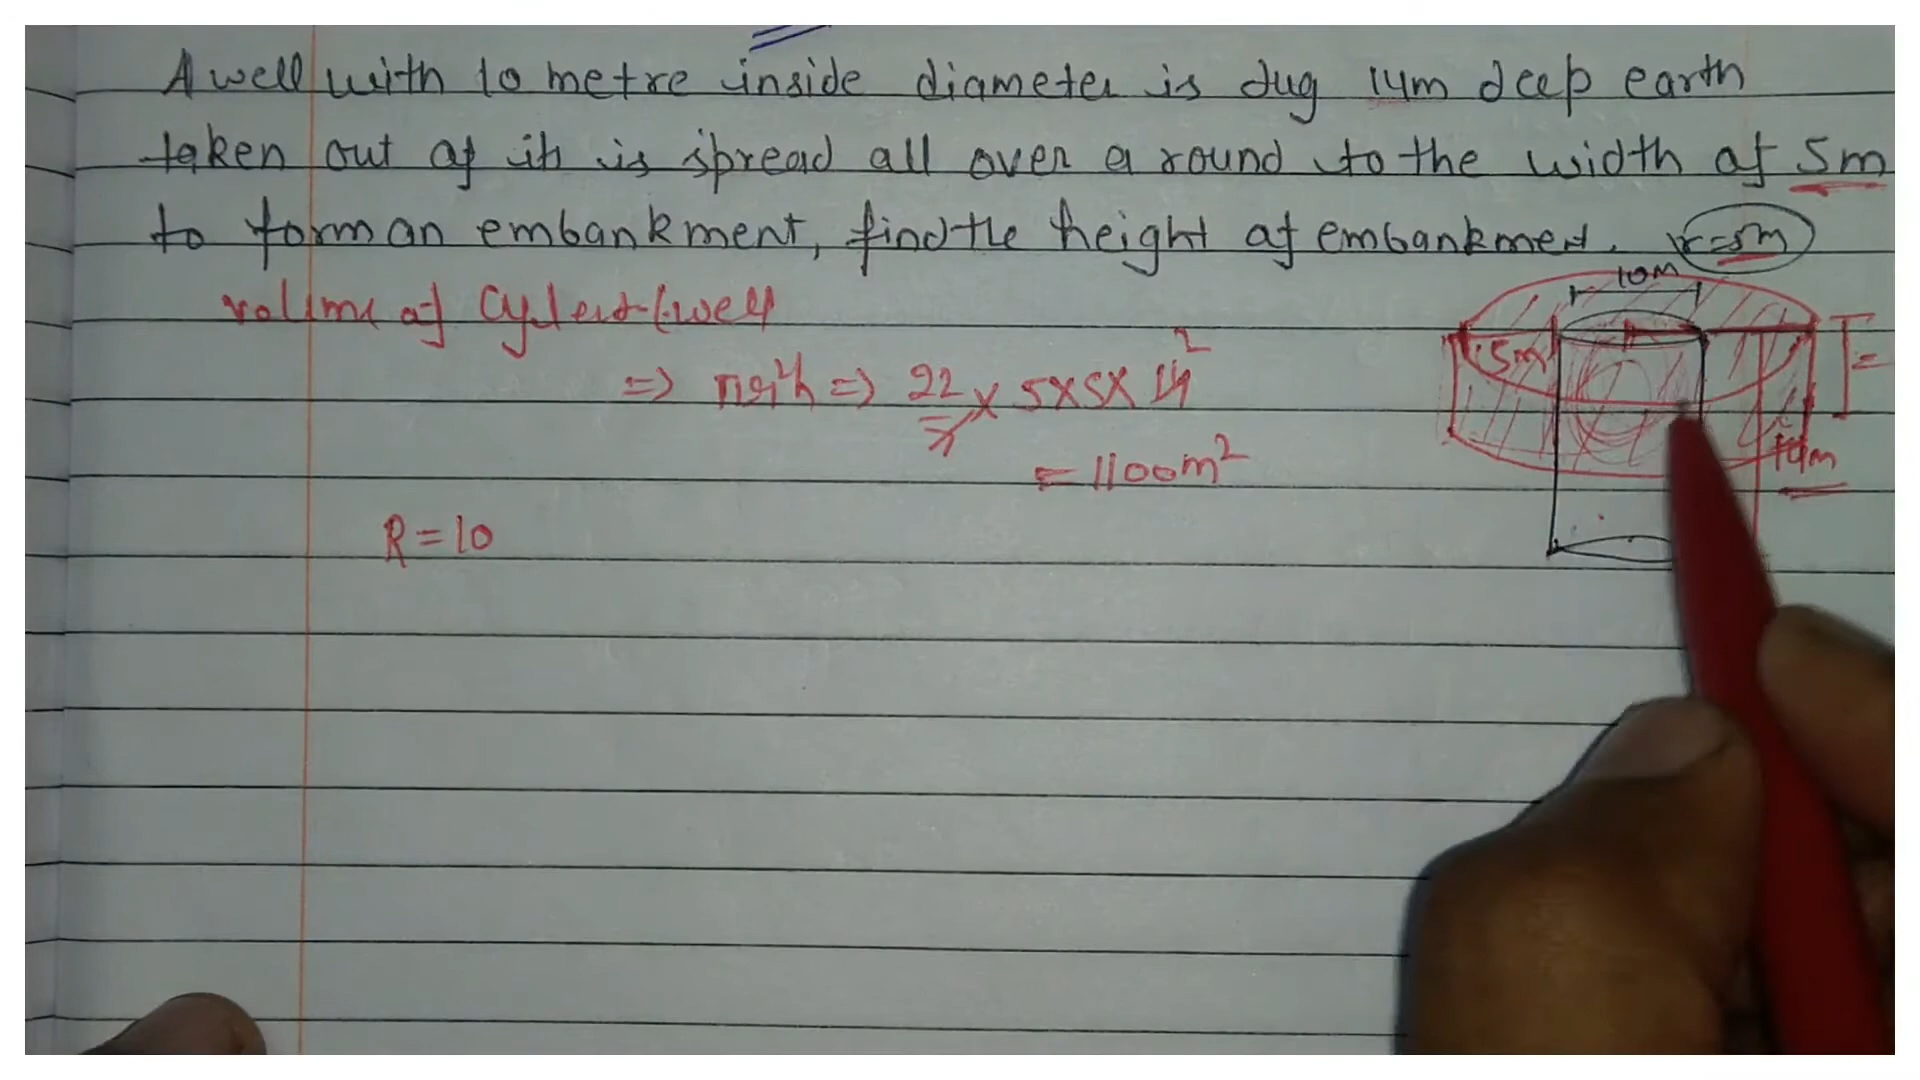 A well with 10 metre inside diameter is dug 14m deep earth
taken out of it is spread all over a round to the width of 5m
to form an embankment, find the height of embankment. r=5m
10m
volume of (well
=> πr²h => 22/7 x 5x5x 14 2
5m
=
= 1100m²
14m
R = 10